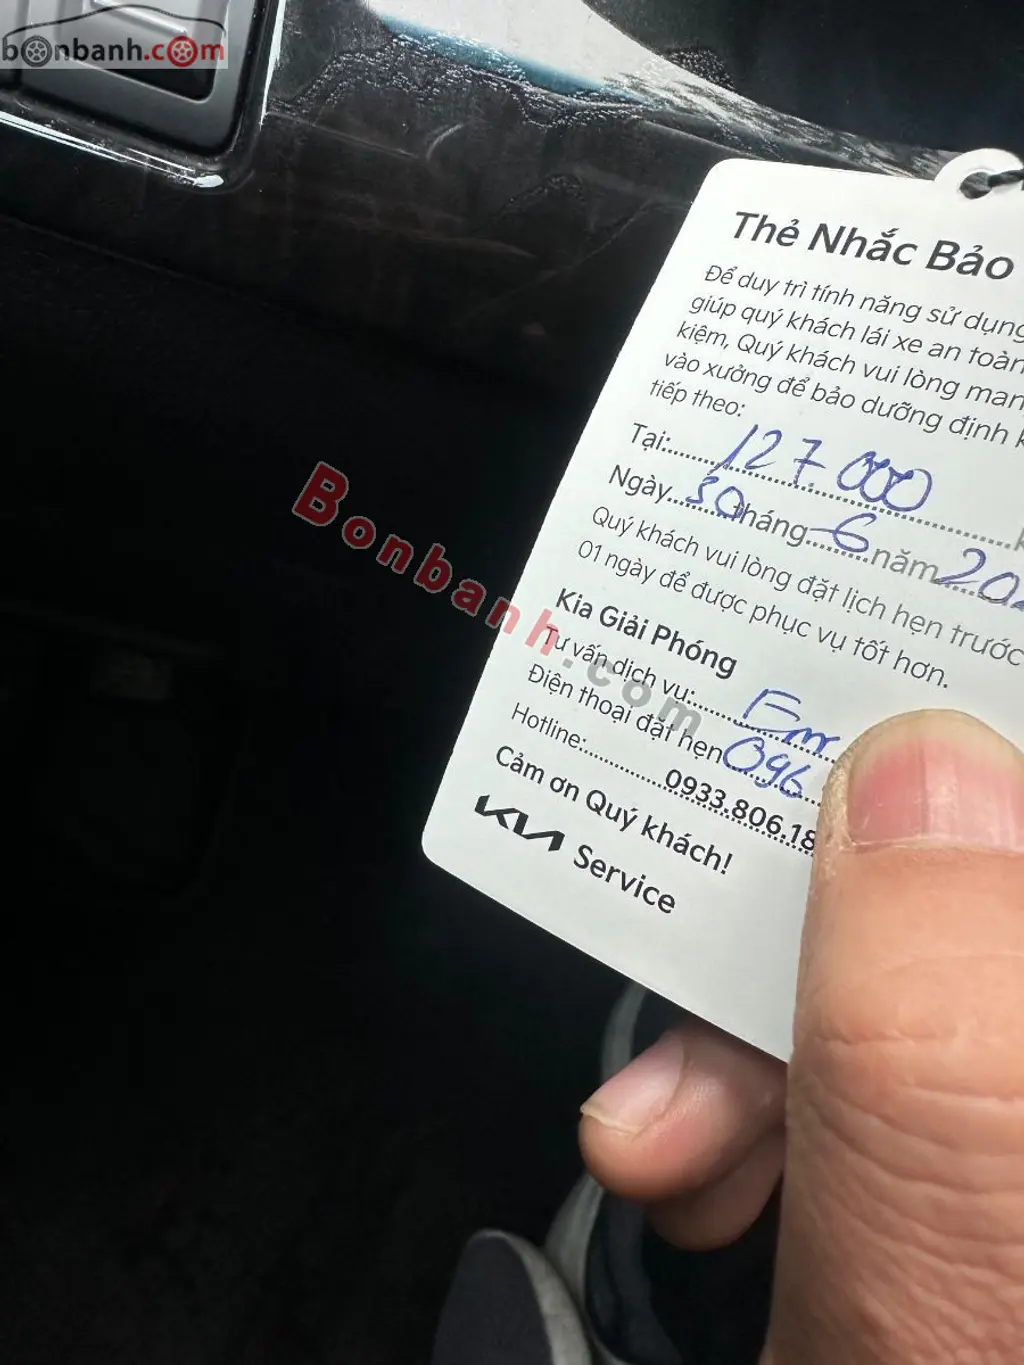 bonbanh.com
Thẻ Nhắc Bảo
Để duy trì tính năng sử dụng
giúp quý khách lái xe an toàn
kiệm, Quý khách vui lòng man
vào xưởng để bảo dưỡng định k
tiếp theo:
Tại:.......127.000
Ngày 30 tháng 6 năm 202
Quý khách vui lòng đặt lịch hẹn trước
01 ngày để được phục vụ tốt hơn.
Kia Giải Phóng
Tư vấn dịch vụ:
Điện thoại đặt hẹn 096
Hotline: 0933.806.18
Cảm ơn Quý khách!
KIA Service
Bonbanh.com